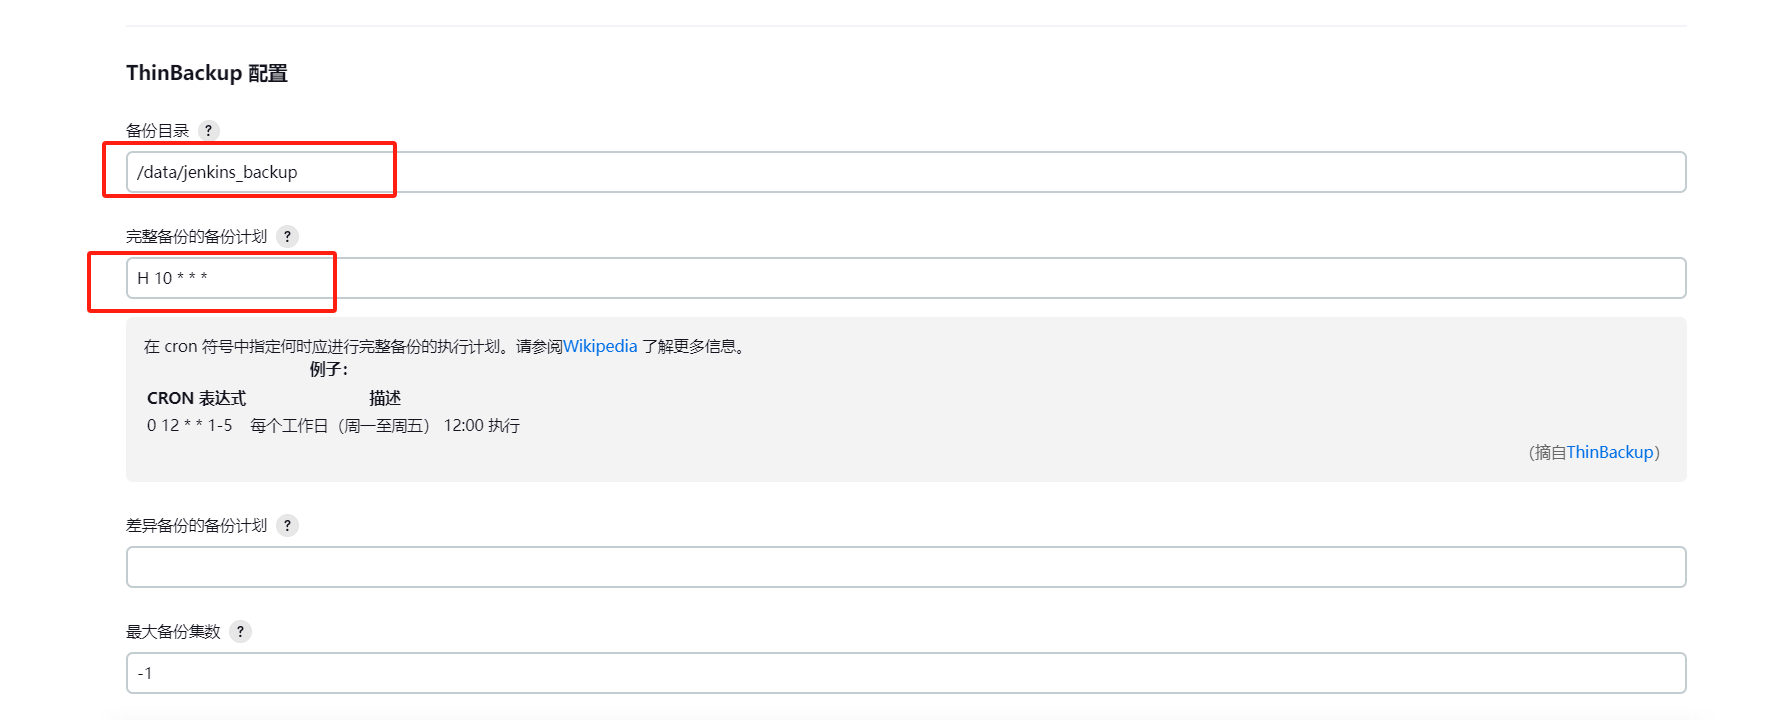 ThinBackup 配置
备份目录 ?
/data/jenkins_backup
完整备份的备份计划 ?
H 10 * * *
在 cron 符号中指定何时应进行完整备份的执行计划。请参阅Wikipedia 了解更多信息。
例子：
CRON 表达式 描述
0 12 * * 1-5 每个工作日（周一至周五） 12:00 执行
（摘自ThinBackup）
差异备份的备份计划 ?
最大备份集数 ?
-1